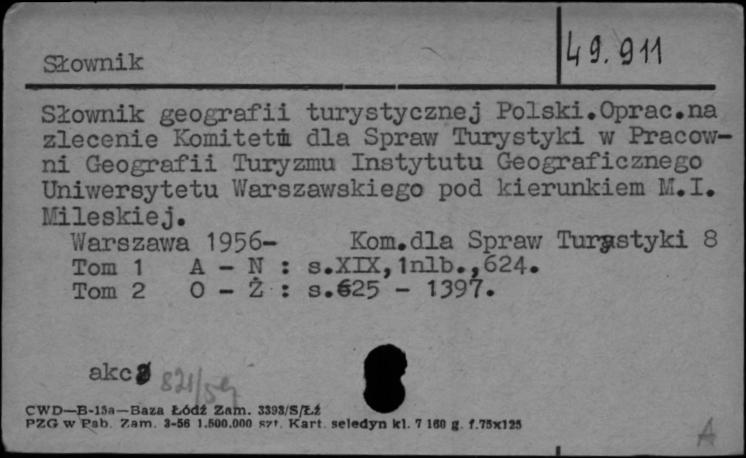 Słownik
49.911
Słownik geografii turystycznej Polski.Oprac.na
zlecenie Komitetu dla Spraw Turystyki w Pracow-
ni Geografii Turyzmu Instytutu Geograficznego
Uniwersytetu Warszawskiego pod kierunkiem M.I.
Mileskiej.
Warszawa 1956- Kom.dla Spraw Turystyki 8
Tom 1 A - N : s.XIX,1nlb.,624.
Tom 2 O - Ż : s.625 - 1397.
akc
CWD—B-15a—Baza Łódź Zam. 3393/S/Łź
PZG w Pab. Zam. 3-56 1.500.000 szt. Kart. seledyn kl. 7 160 g. f.75x125
A